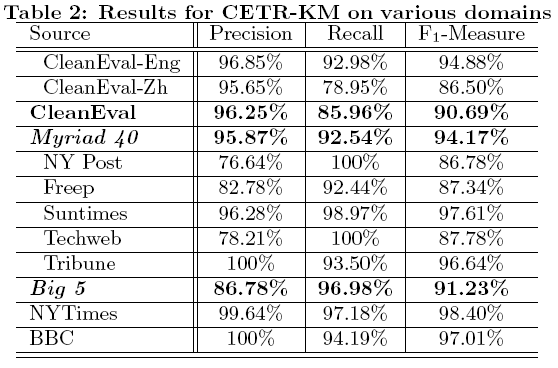 Table 2: Results for CETR-KM on various domains
Source Precision Recall F1-Measure
CleanEval-Eng 96.85% 92.98% 94.88%
CleanEval-Zh 95.65% 78.95% 86.50%
CleanEval 96.25% 85.96% 90.69%
Myriad 40 95.87% 92.54% 94.17%
NY Post 76.64% 100% 86.78%
Freep 82.78% 92.44% 87.34%
Suntimes 96.28% 98.97% 97.61%
Techweb 78.21% 100% 87.78%
Tribune 100% 93.50% 96.64%
Big 5 86.78% 96.98% 91.23%
NYTimes 99.64% 97.18% 98.40%
BBC 100% 94.19% 97.01%